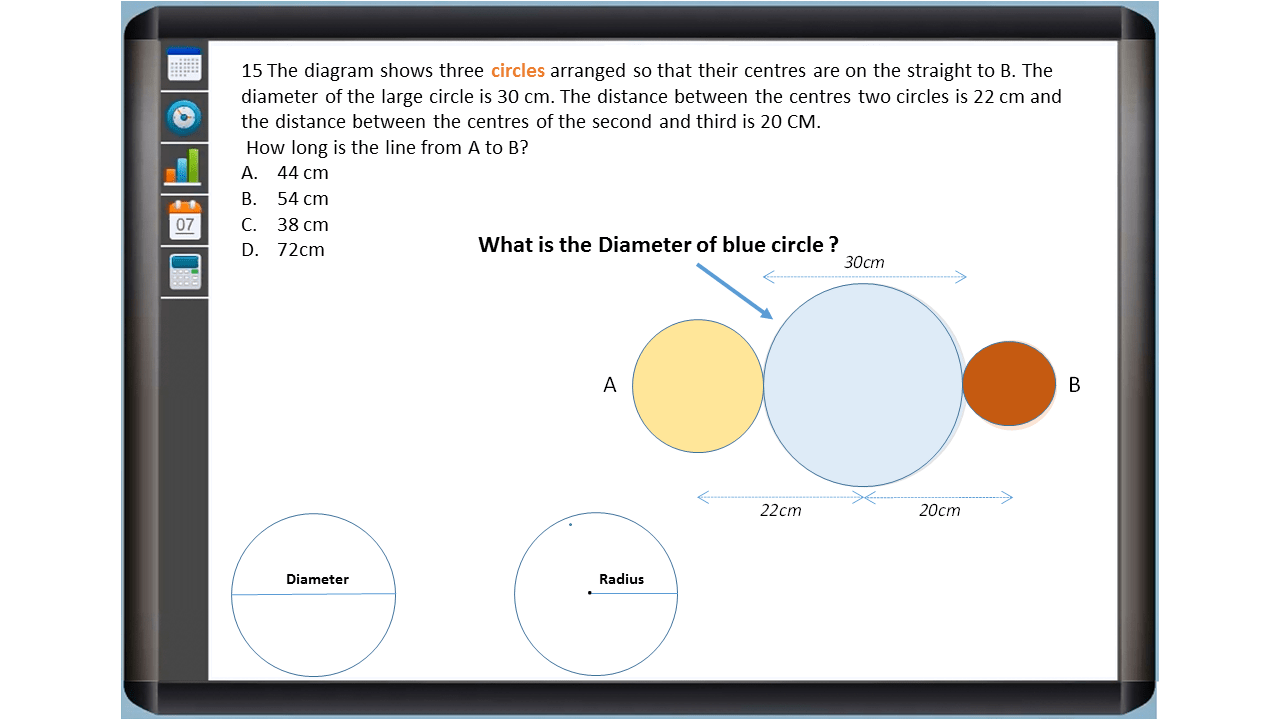 15 The diagram shows three circles arranged so that their centres are on the straight to B. The
diameter of the large circle is 30 cm. The distance between the centres two circles is 22 cm and
the distance between the centres of the second and third is 20 CM.
How long is the line from A to B?
A. 44 cm
B. 54 cm
C. 38 cm
D. 72cm
07
What is the Diameter of blue circle ?
30cm
A
B
22cm
20cm
Diameter
Radius